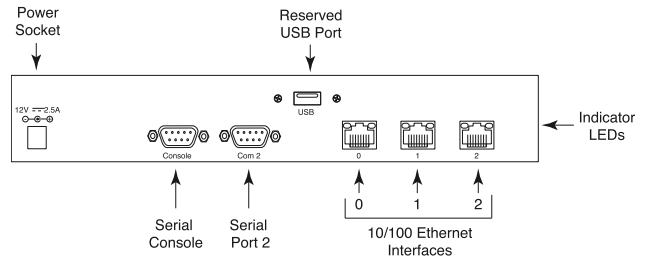 Power
Socket
Reserved
USB Port
12V ⎓ 2.5A
USB
Console
Com 2
0
1
2
Indicator
LEDs
Serial
Console
Serial
Port 2
0
1
2
10/100 Ethernet
Interfaces